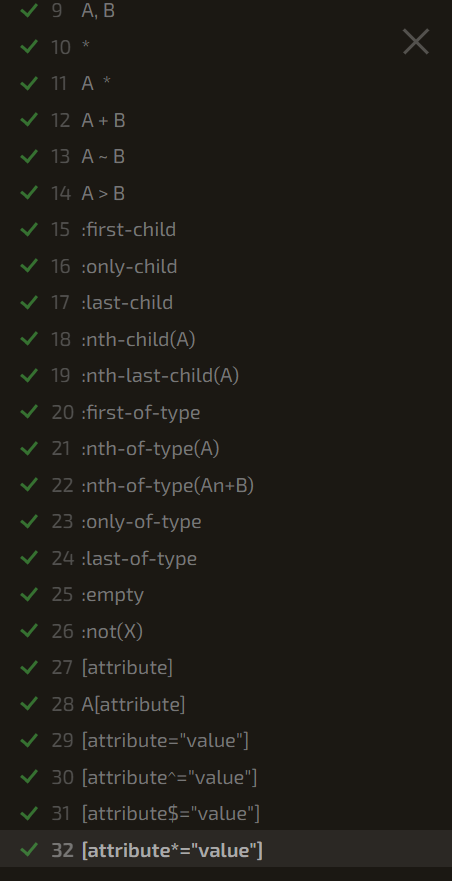 9 A, B
10 *
11 A *
12 A + B
13 A ~ B
14 A > B
15 :first-child
16 :only-child
17 :last-child
18 :nth-child(A)
19 :nth-last-child(A)
20 :first-of-type
21 :nth-of-type(A)
22 :nth-of-type(An+B)
23 :only-of-type
24 :last-of-type
25 :empty
26 :not(X)
27 [attribute]
28 A[attribute]
29 [attribute="value"]
30 [attribute^="value"]
31 [attribute$="value"]
32 [attribute*="value"]